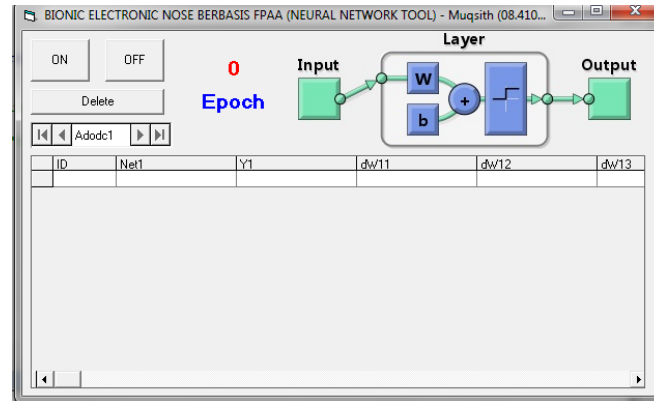 BIONIC ELECTRONIC NOSE BERBASIS FPAA (NEURAL NETWORK TOOL) - Muqsith (08.410...
ON OFF
Delete
Adodc1
0
Epoch
Layer
Input
Output
W
b
+
ID Net1 Y1 dW11 dW12 dW13